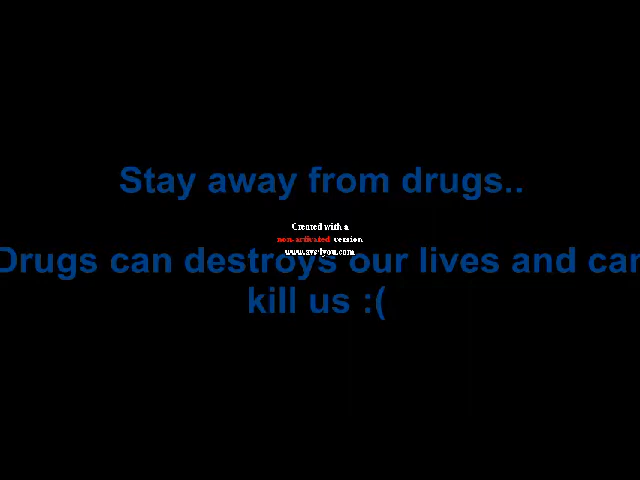 Stay away from drugs..
Created with a
non-activated version
www.avs4you.com
Drugs can destroys our lives and can
kill us :(